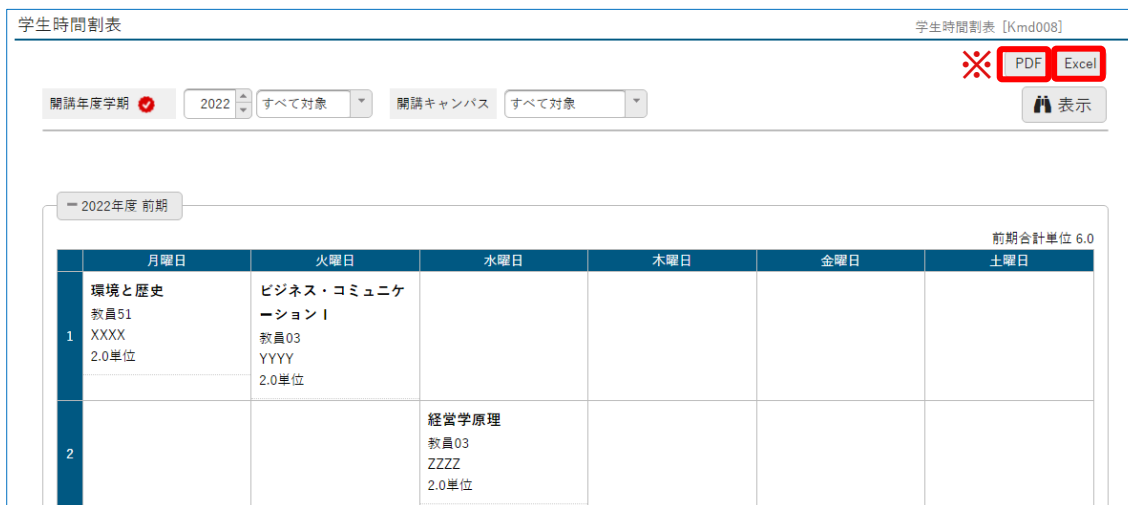 学生時間割表 学生時間割表 [Kmd008]
※ PDF Excel
開講年度学期 2022 すべて対象 開講キャンパス すべて対象 表示
2022年度 前期
前期合計単位 6.0
月曜日 火曜日 水曜日 木曜日 金曜日 土曜日
1
環境と歴史
教員51
XXXX
2.0単位
ビジネス・コミュニケ
ーションⅠ
教員03
YYYY
2.0単位
2
経営学原理
教員03
ZZZZ
2.0単位